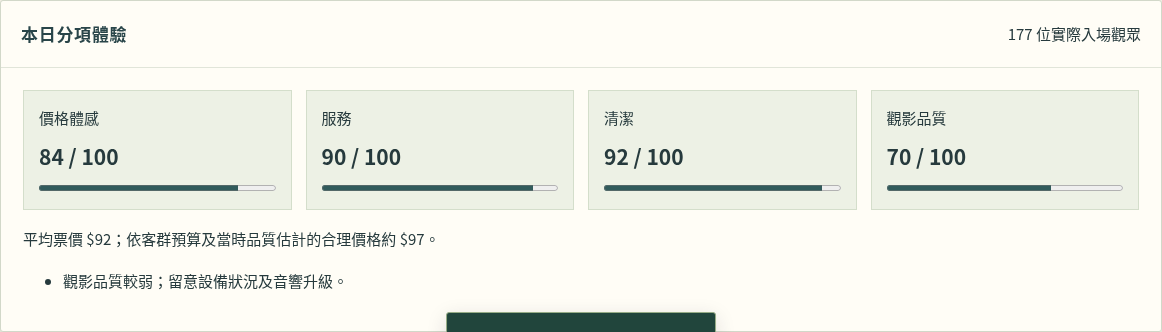 本日分項體驗
177 位實際入場觀眾
價格體感
84 / 100
服務
90 / 100
清潔
92 / 100
觀影品質
70 / 100
平均票價 $92；依客群預算及當時品質估計的合理價格約 $97。
觀影品質較弱；留意設備狀況及音響升級。